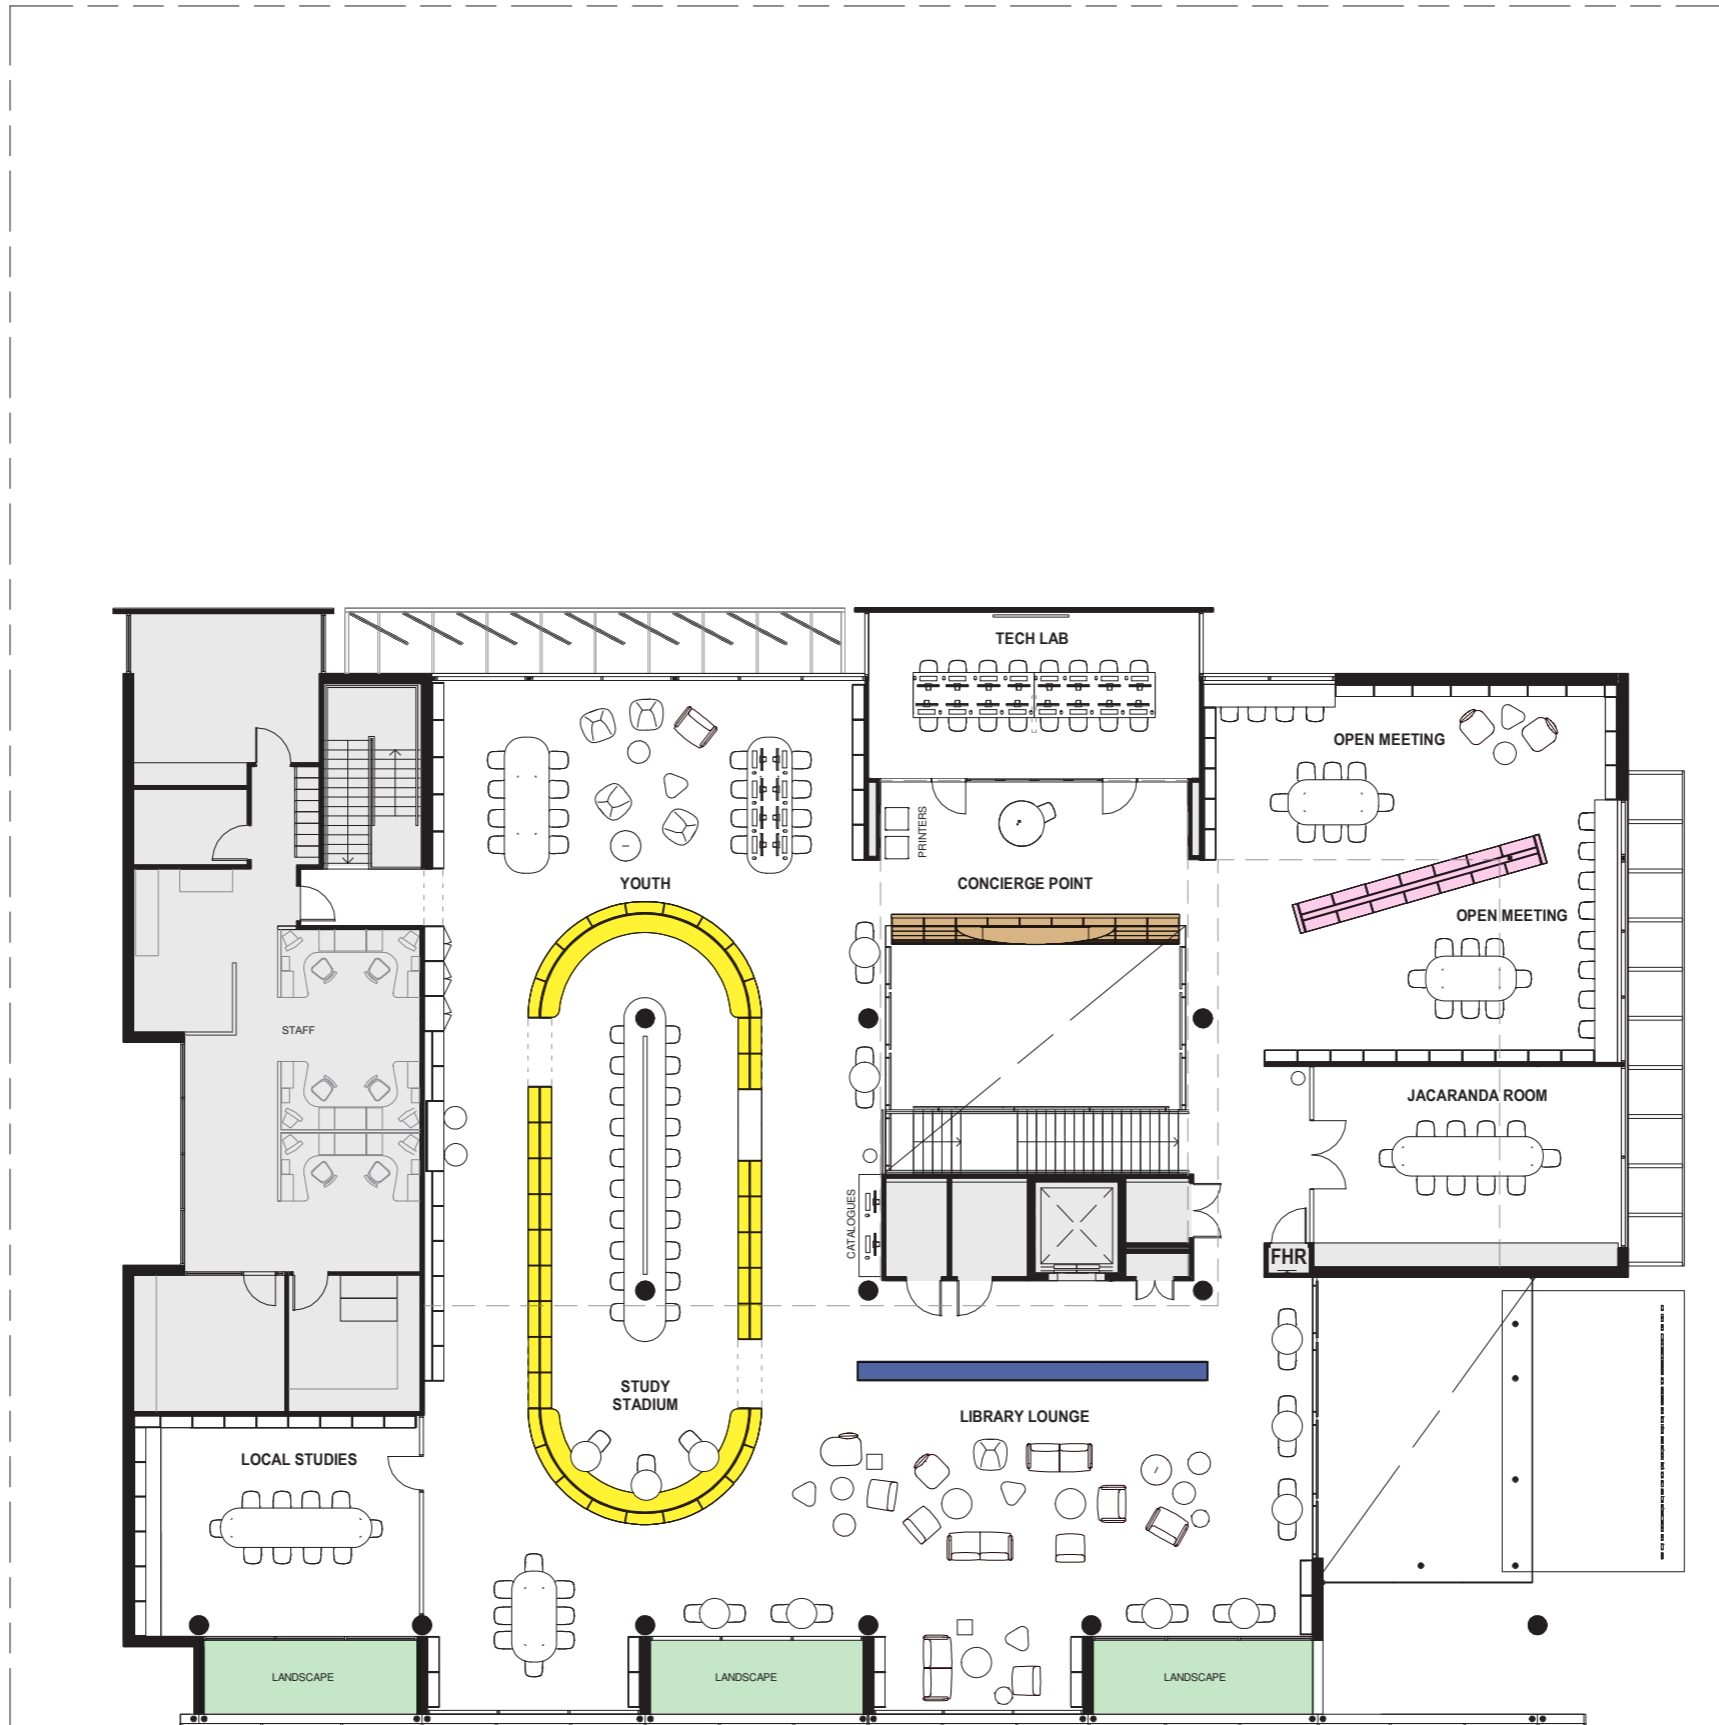 TECH LAB
OPEN MEETING
PRINTERS
YOUTH
CONCIERGE POINT
OPEN MEETING
STAFF
JACARANDA ROOM
CATALOGUES
FHR
STUDY
STADIUM
LIBRARY LOUNGE
LOCAL STUDIES
LANDSCAPE
LANDSCAPE
LANDSCAPE